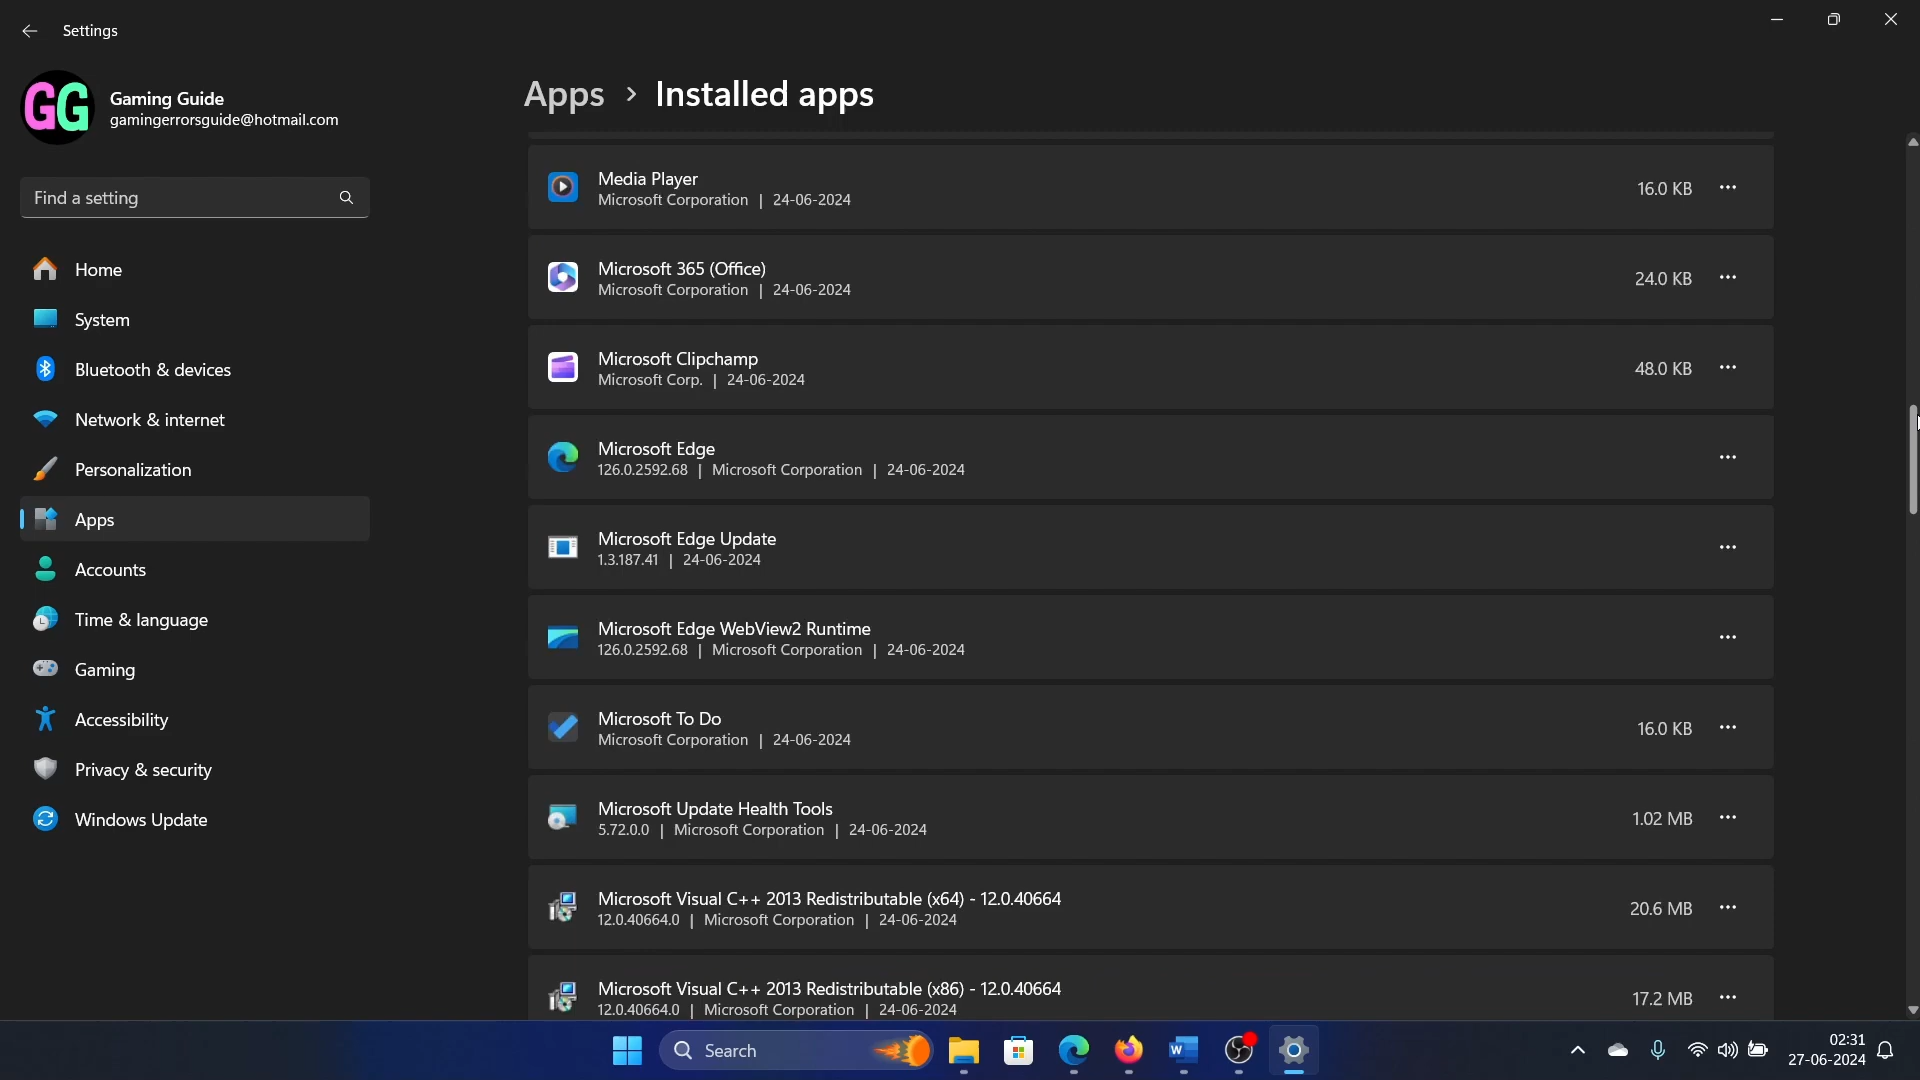 Settings
GG
Gaming Guide
gamingerrorsguide@hotmail.com
Find a setting
Home
System
Bluetooth & devices
Network & internet
Personalization
Apps
Accounts
Time & language
Gaming
Accessibility
Privacy & security
Windows Update
Apps > Installed apps
Media Player
Microsoft Corporation | 24-06-2024
16.0 KB
Microsoft 365 (Office)
Microsoft Corporation | 24-06-2024
24.0 KB
Microsoft Clipchamp
Microsoft Corp. | 24-06-2024
48.0 KB
Microsoft Edge
126.0.2592.68 | Microsoft Corporation | 24-06-2024
Microsoft Edge Update
1.3.187.41 | 24-06-2024
Microsoft Edge WebView2 Runtime
126.0.2592.68 | Microsoft Corporation | 24-06-2024
Microsoft To Do
Microsoft Corporation | 24-06-2024
16.0 KB
Microsoft Update Health Tools
5.72.0.0 | Microsoft Corporation | 24-06-2024
1.02 MB
Microsoft Visual C++ 2013 Redistributable (x64) - 12.0.40664
12.0.40664.0 | Microsoft Corporation | 24-06-2024
20.6 MB
Microsoft Visual C++ 2013 Redistributable (x86) - 12.0.40664
12.0.40664.0 | Microsoft Corporation | 24-06-2024
17.2 MB
Search
W
02:31
27-06-2024